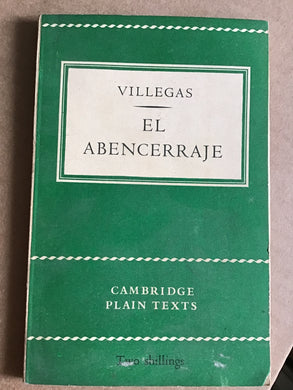 VILLEGAS
EL
ABENCERRAJE
CAMBRIDGE
PLAIN TEXTS
Two shillings